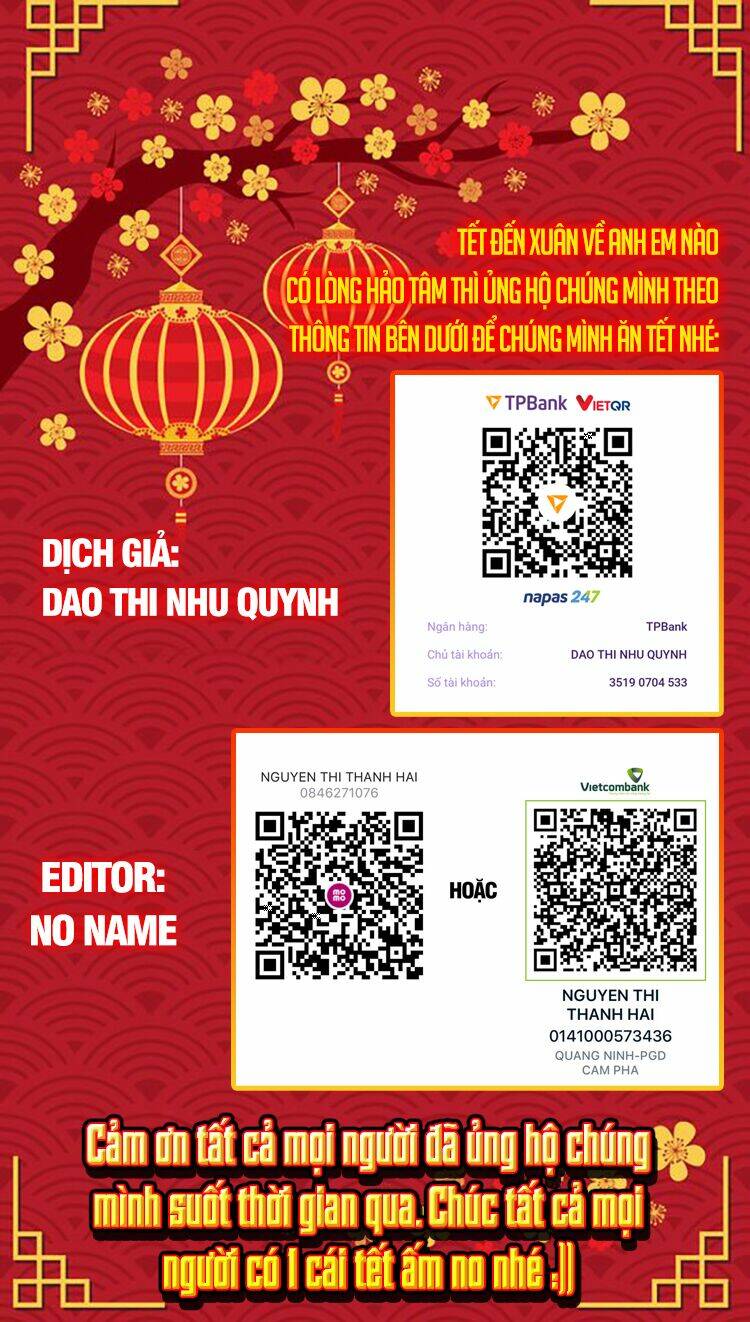 TẾT ĐẾN XUÂN VỀ ANH EM NÀO
CÓ LÒNG HẢO TÂM THÌ ỦNG HỘ CHÚNG MÌNH THEO
THÔNG TIN BÊN DƯỚI ĐỂ CHÚNG MÌNH ĂN TẾT NHÉ:
TPBank VIETQR
napas 247
DỊCH GIẢ:
DAO THI NHU QUYNH
Ngân hàng: TPBank
Chủ tài khoản: DAO THI NHU QUYNH
Số tài khoản: 3519 0704 533
NGUYEN THI THANH HAI
0846271076
mo
mo
EDITOR:
NO NAME
HOẶC
Vietcombank
NGUYEN THI
THANH HAI
0141000573436
QUANG NINH-PGD
CAM PHA
Cảm ơn tất cả mọi người đã ủng hộ chúng
mình suốt thời gian qua. Chúc tất cả mọi
người có 1 cái tết ấm no nhé :))